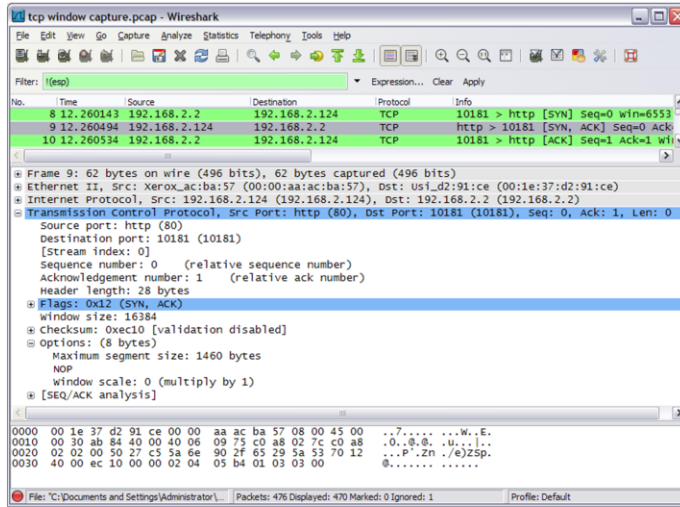 tcp window capture.pcap - Wireshark
File Edit View Go Capture Analyze Statistics Telephony Tools Help
Filter: !(esp) Expression... Clear Apply
No. Time Source Destination Protocol Info
8 12.260143 192.168.2.2 192.168.2.124 TCP 10181 > http [SYN] Seq=0 Win=6553
9 12.260494 192.168.2.124 192.168.2.2 TCP http > 10181 [SYN, ACK] Seq=0 Ack
10 12.260534 192.168.2.2 192.168.2.124 TCP 10181 > http [ACK] Seq=1 Ack=1 Wi
Frame 9: 62 bytes on wire (496 bits), 62 bytes captured (496 bits)
Ethernet II, Src: Xerox_ac:ba:57 (00:00:aa:ac:ba:57), Dst: Usi_d2:91:ce (00:1e:37:d2:91:ce)
Internet Protocol, Src: 192.168.2.124 (192.168.2.124), Dst: 192.168.2.2 (192.168.2.2)
Transmission Control Protocol, Src Port: http (80), Dst Port: 10181 (10181), Seq: 0, Ack: 1, Len: 0
Source port: http (80)
Destination port: 10181 (10181)
[Stream index: 0]
Sequence number: 0 (relative sequence number)
Acknowledgement number: 1 (relative ack number)
Header length: 28 bytes
Flags: 0x12 (SYN, ACK)
Window size: 16384
Checksum: 0xec10 [validation disabled]
Options: (8 bytes)
Maximum segment size: 1460 bytes
NOP
Window scale: 0 (multiply by 1)
[SEQ/ACK analysis]
0000 00 1e 37 d2 91 ce 00 00 aa ac ba 57 08 00 45 00 ..7..... ...W..E.
0010 00 30 ab 84 40 00 40 06 09 75 c0 a8 02 7c c0 a8 .0..@.@. .u...|..
0020 02 02 00 50 27 c5 5a 6e 90 2f 65 29 5a 53 70 12 ...P'.Zn ./e)ZSp.
0030 40 00 ec 10 00 00 02 04 05 b4 01 03 03 00 @....... ......
File: "C:\Documents and Settings\Administrator\... Packets: 476 Displayed: 470 Marked: 0 Ignored: 1 Profile: Default